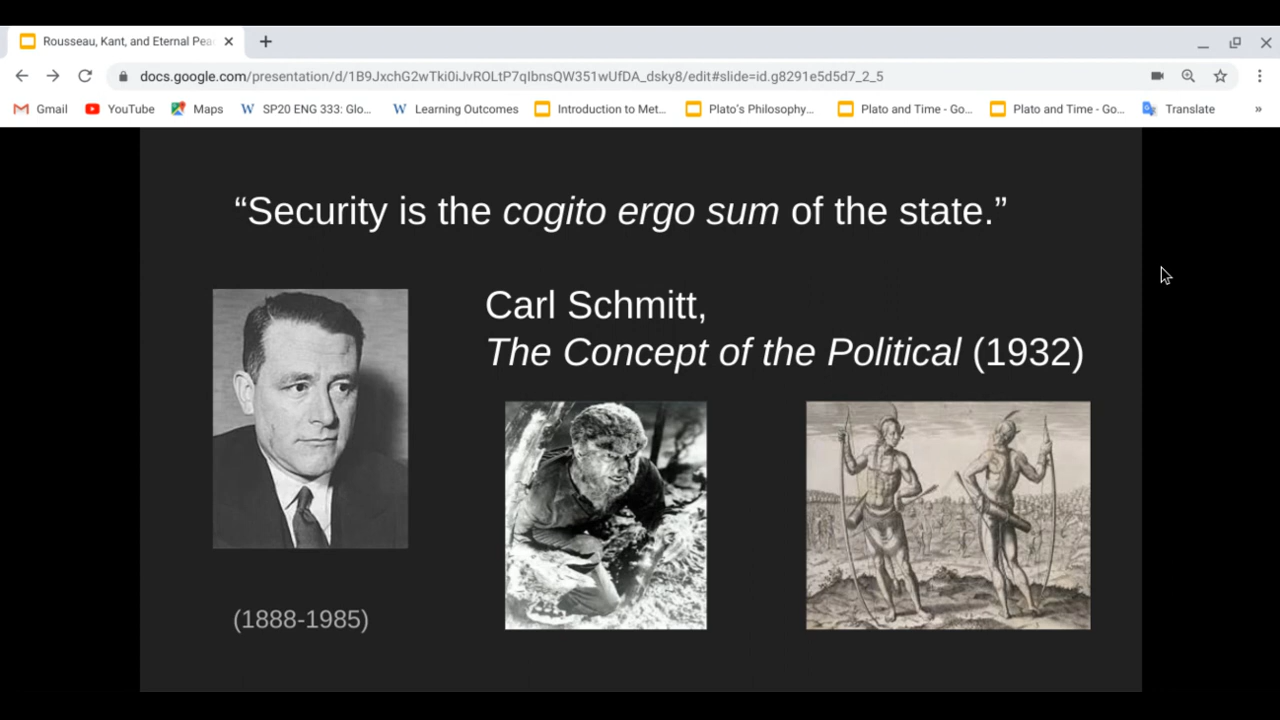 Rousseau, Kant, and Eternal Pea
docs.google.com/presentation/d/1B9JxchG2wTki0iJvROLtP7qIbnsQW351wUfDA_dsky8/edit#slide=id.g8291e5d5d7_2_5
Gmail YouTube Maps SP20 ENG 333: Glo... Learning Outcomes Introduction to Met... Plato's Philosophy... Plato and Time - Go... Plato and Time - Go... Translate »
“Security is the cogito ergo sum of the state.”
Carl Schmitt,
The Concept of the Political (1932)
(1888-1985)